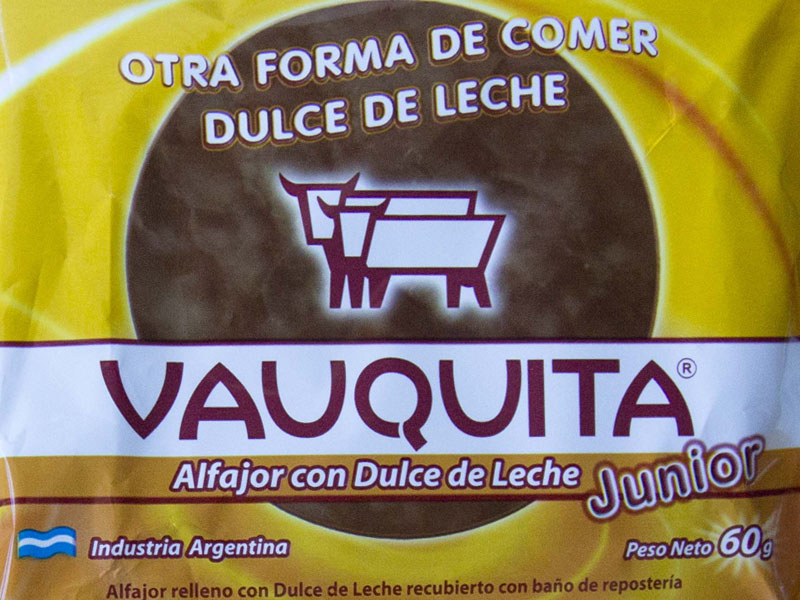 OTRA FORMA DE COMER
DULCE DE LECHE
VAUQUITA®
Alfajor con Dulce de Leche
Junior
Industria Argentina
Peso Neto 60g
Alfajor relleno con Dulce de Leche recubierto con baño de repostería